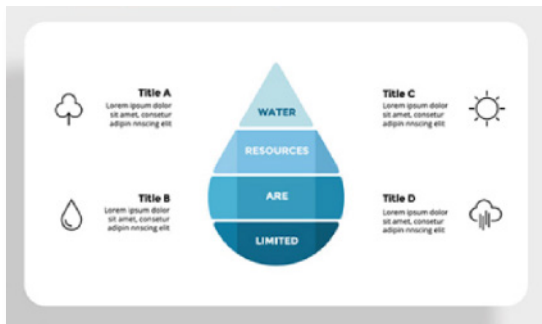 Title A
Lorem ipsum dolor
sit amet, consetur
adipin nnscing elit
Title B
Lorem ipsum dolor
sit amet, consetur
adipin nnscing elit
WATER
RESOURCES
ARE
LIMITED
Title C
Lorem ipsum dolor
sit amet, consetur
adipin nnscing elit
Title D
Lorem ipsum dolor
sit amet, consetur
adipin nnscing elit